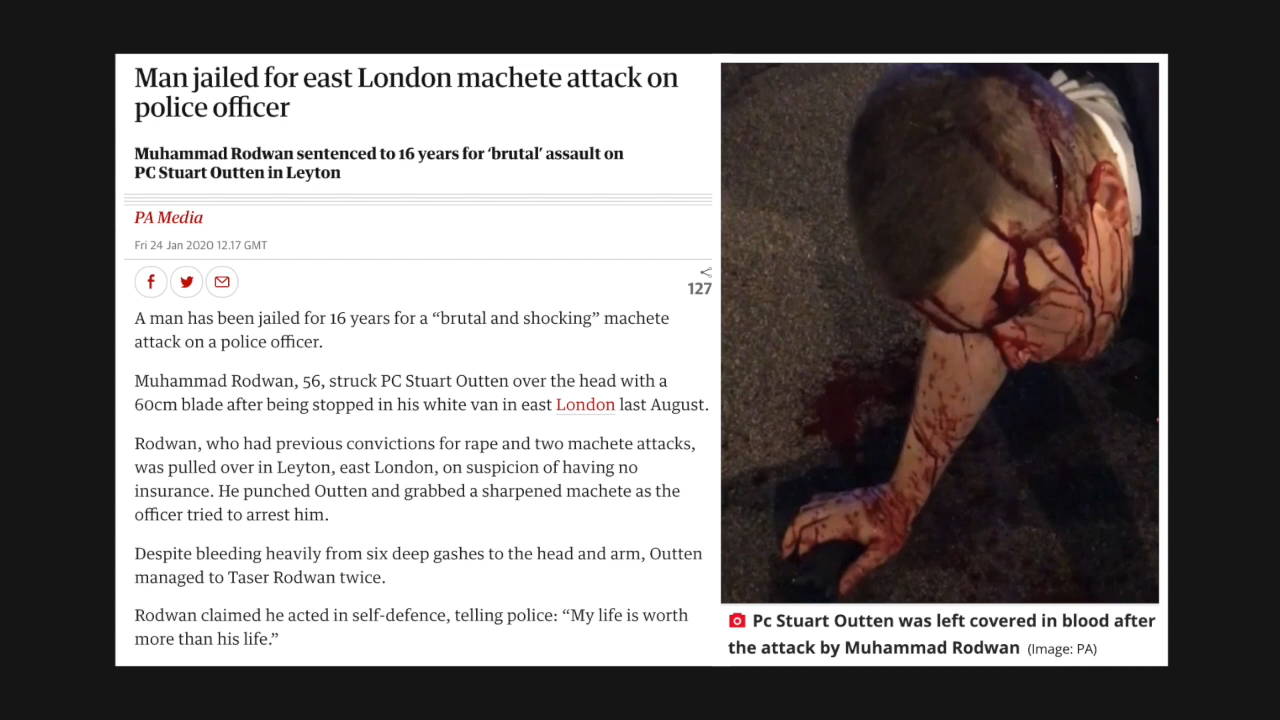 Man jailed for east London machete attack on
police officer
Muhammad Rodwan sentenced to 16 years for ‘brutal’ assault on
PC Stuart Outten in Leyton
PA Media
Fri 24 Jan 2020 12.17 GMT
127
A man has been jailed for 16 years for a “brutal and shocking” machete
attack on a police officer.
Muhammad Rodwan, 56, struck PC Stuart Outten over the head with a
60cm blade after being stopped in his white van in east London last August.
Rodwan, who had previous convictions for rape and two machete attacks,
was pulled over in Leyton, east London, on suspicion of having no
insurance. He punched Outten and grabbed a sharpened machete as the
officer tried to arrest him.
Despite bleeding heavily from six deep gashes to the head and arm, Outten
managed to Taser Rodwan twice.
Rodwan claimed he acted in self-defence, telling police: “My life is worth
more than his life.”
Pc Stuart Outten was left covered in blood after
the attack by Muhammad Rodwan (Image: PA)